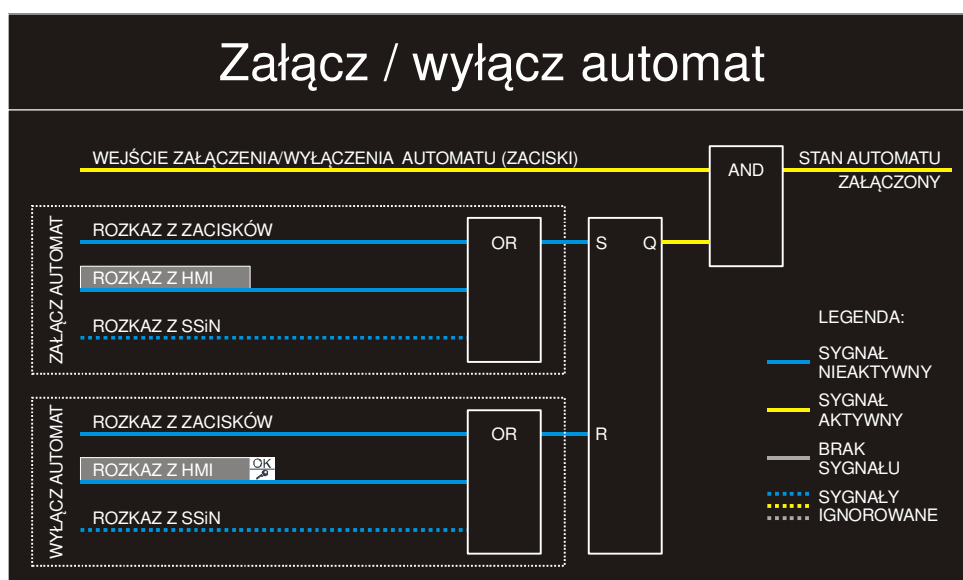 Załącz / wyłącz automat
WEJŚCIE ZAŁĄCZENIA/WYŁĄCZENIA AUTOMATU (ZACISKI)
AND
STAN AUTOMATU
ZAŁĄCZONY
ZAŁĄCZ AUTOMAT
ROZKAZ Z ZACISKÓW
ROZKAZ Z HMI
ROZKAZ Z SSiN
OR
S
Q
WYŁĄCZ AUTOMAT
ROZKAZ Z ZACISKÓW
ROZKAZ Z HMI
OK
ROZKAZ Z SSiN
OR
R
LEGENDA:
SYGNAŁ
NIEAKTYWNY
SYGNAŁ
AKTYWNY
BRAK
SYGNAŁU
SYGNAŁY
IGNOROWANE